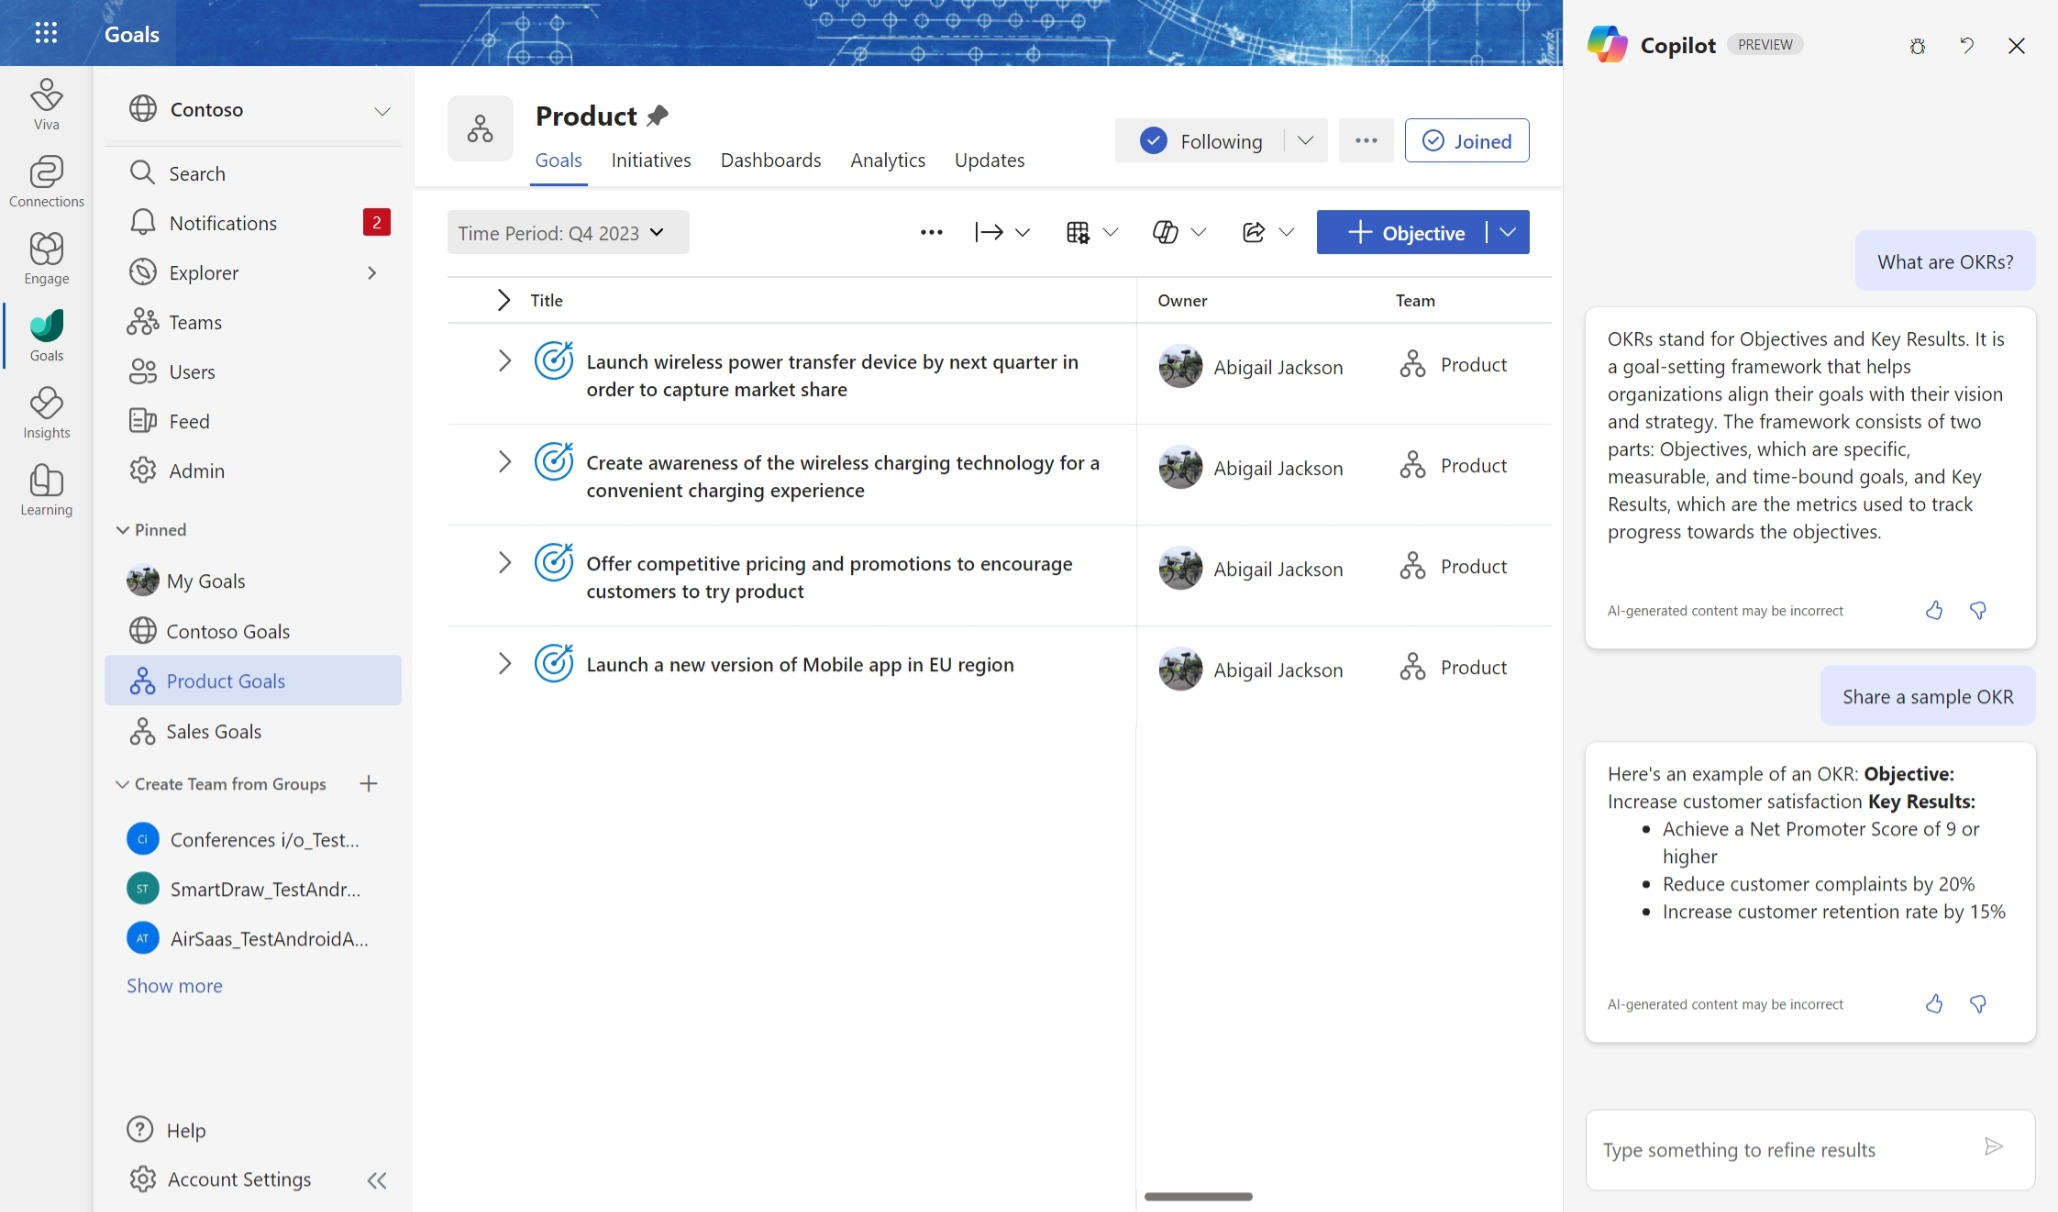 Goals
Viva
Connections
Engage
Goals
Insights
Learning
Contoso
Search
Notifications
2
Explorer
Teams
Users
Feed
Admin
Pinned
My Goals
Contoso Goals
Product Goals
Sales Goals
Create Team from Groups
Ci Conferences i/o_Test...
ST SmartDraw_TestAndr...
AT AirSaas_TestAndroidA...
Show more
Help
Account Settings
Product
Following
Joined
Goals Initiatives Dashboards Analytics Updates
Time Period: Q4 2023
Objective
Title Owner Team
Launch wireless power transfer device by next quarter in
order to capture market share
Abigail Jackson
Product
Create awareness of the wireless charging technology for a
convenient charging experience
Abigail Jackson
Product
Offer competitive pricing and promotions to encourage
customers to try product
Abigail Jackson
Product
Launch a new version of Mobile app in EU region
Abigail Jackson
Product
Copilot PREVIEW
What are OKRs?
OKRs stand for Objectives and Key Results. It is
a goal-setting framework that helps
organizations align their goals with their vision
and strategy. The framework consists of two
parts: Objectives, which are specific,
measurable, and time-bound goals, and Key
Results, which are the metrics used to track
progress towards the objectives.
AI-generated content may be incorrect
Share a sample OKR
Here's an example of an OKR: Objective:
Increase customer satisfaction Key Results:
• Achieve a Net Promoter Score of 9 or
higher
• Reduce customer complaints by 20%
• Increase customer retention rate by 15%
AI-generated content may be incorrect
Type something to refine results